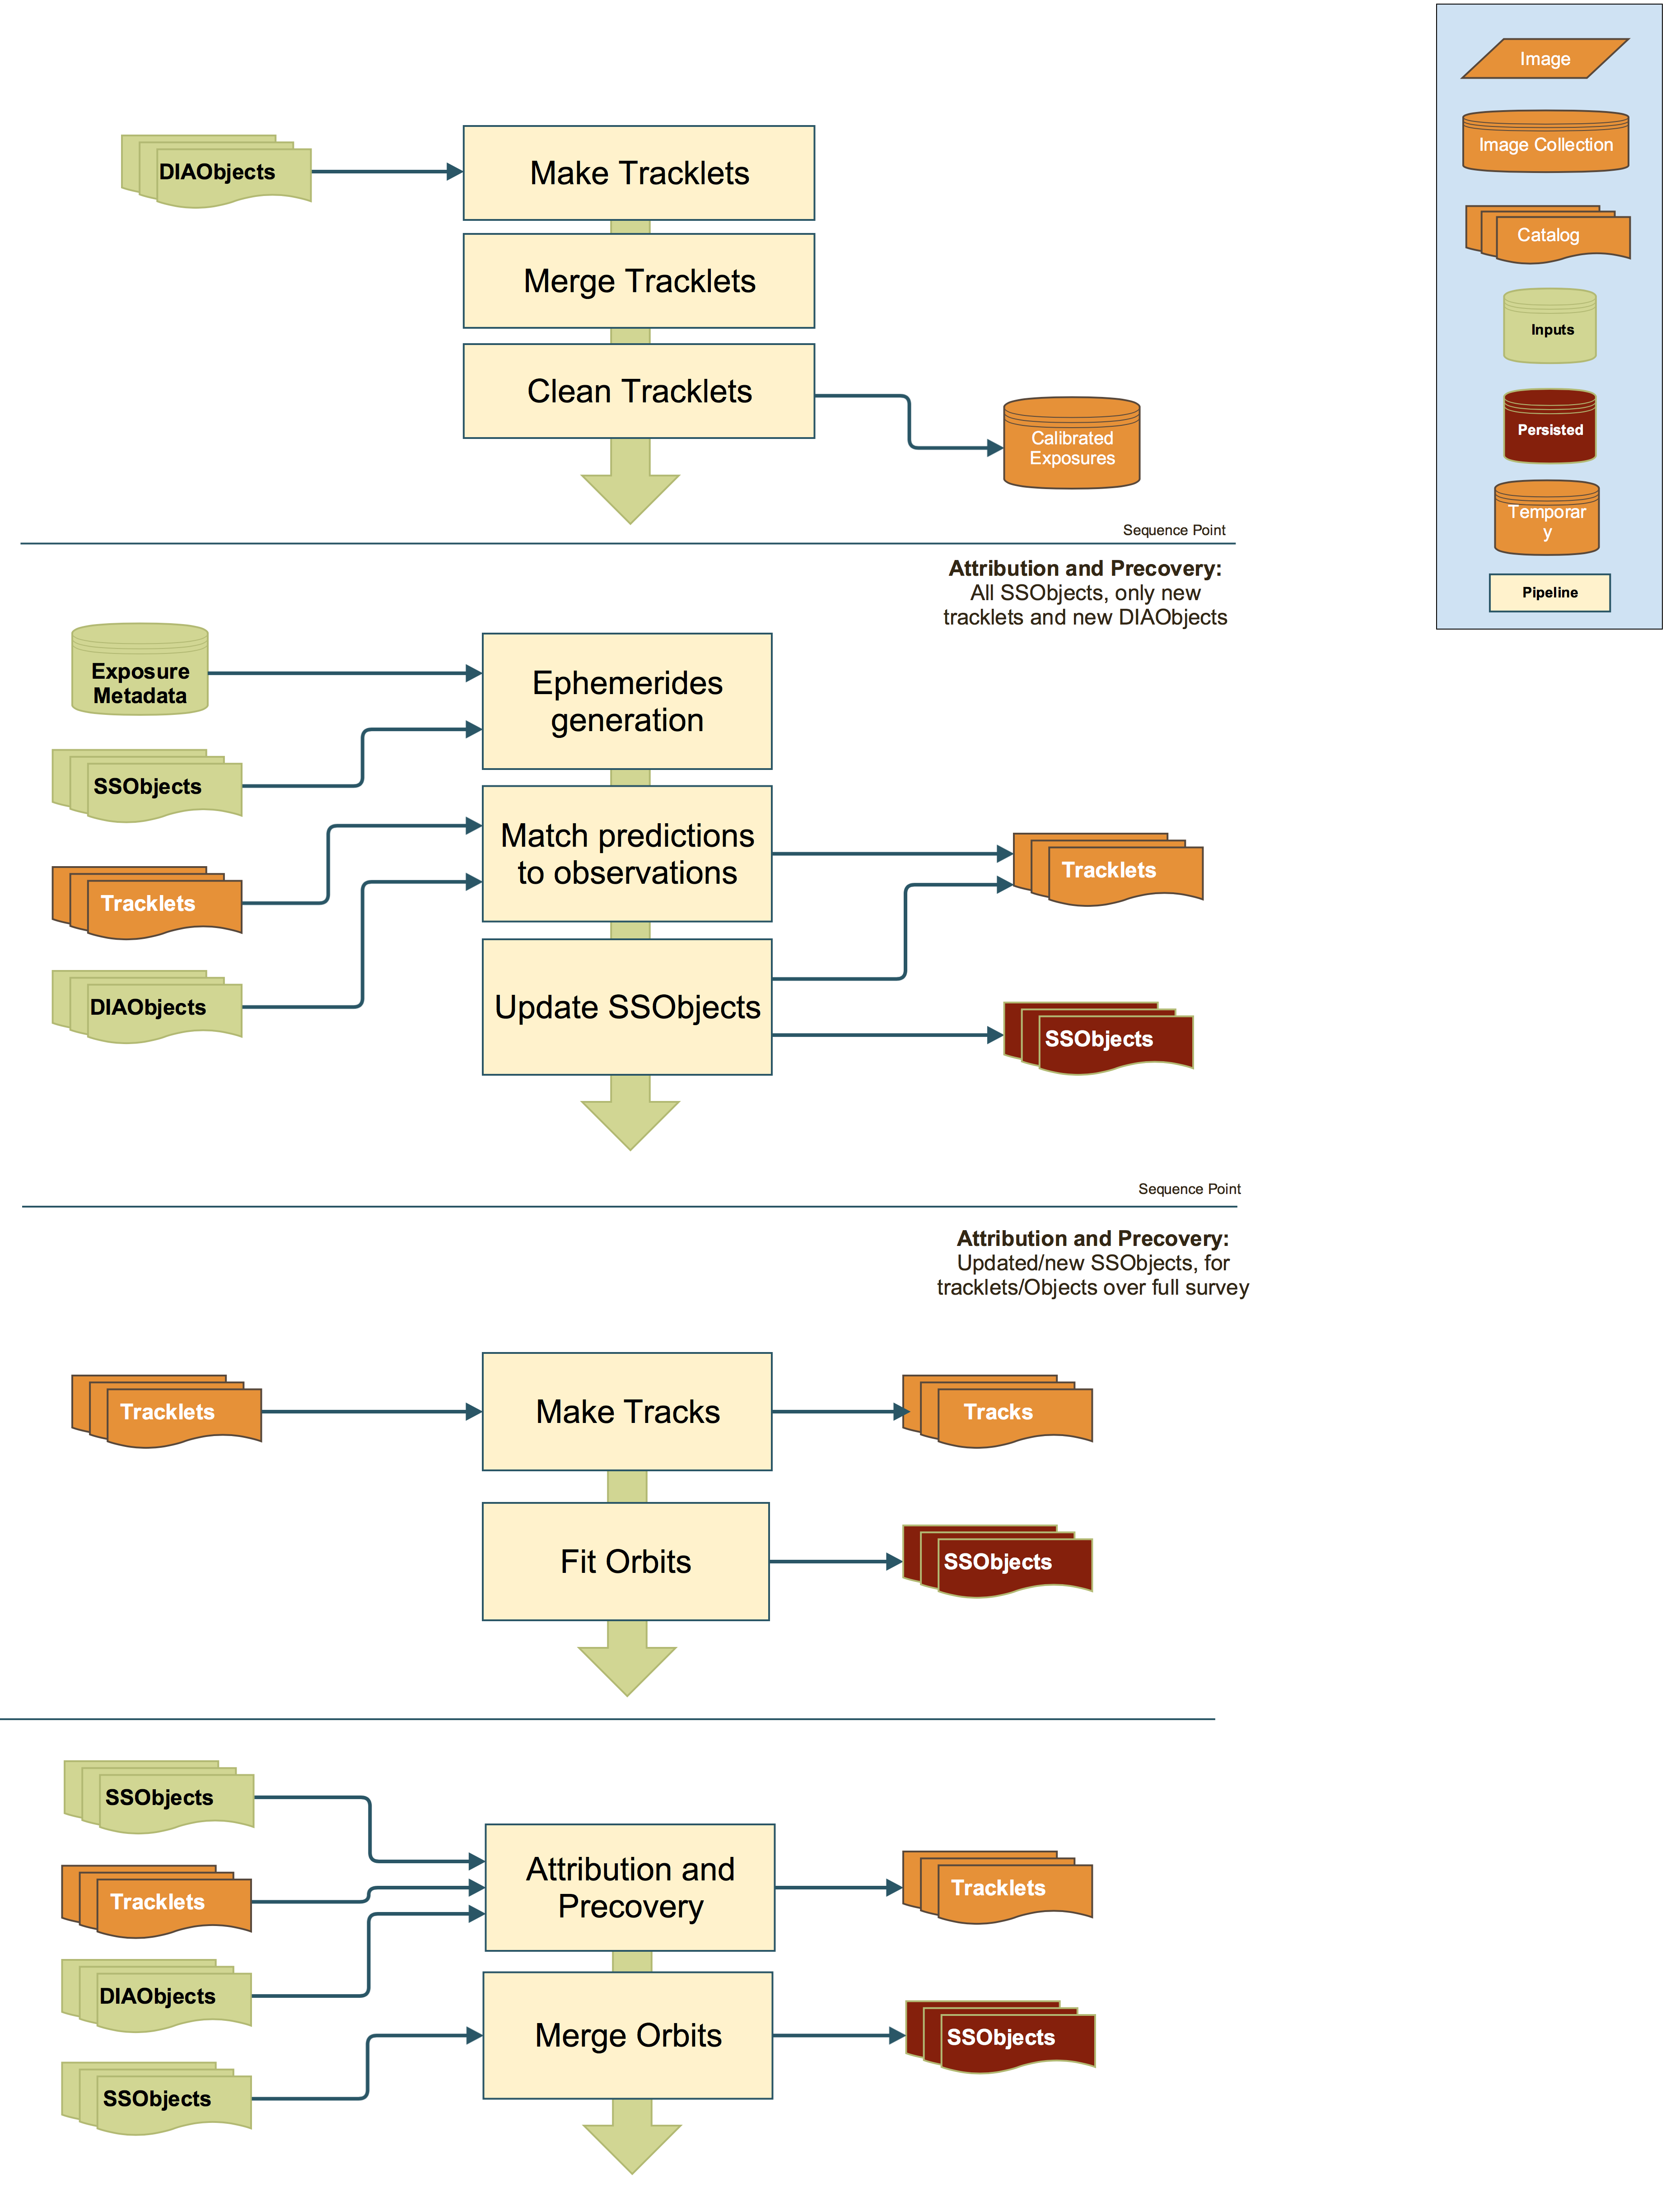 Image
Image Collection
Catalog
Inputs
Persisted
Temporar
y
Pipeline
DIAObjects
Make Tracklets
Merge Tracklets
Clean Tracklets
Calibrated
Exposures
Sequence Point
Attribution and Precovery:
All SSObjects, only new
tracklets and new DIAObjects
Exposure
Metadata
SSObjects
Tracklets
DIAObjects
Ephemerides
generation
Match predictions
to observations
Update SSObjects
Tracklets
SSObjects
Sequence Point
Attribution and Precovery:
Updated/new SSObjects, for
tracklets/Objects over full survey
Tracklets
Make Tracks
Tracks
Fit Orbits
SSObjects
SSObjects
Tracklets
DIAObjects
SSObjects
Attribution and
Precovery
Merge Orbits
Tracklets
SSObjects